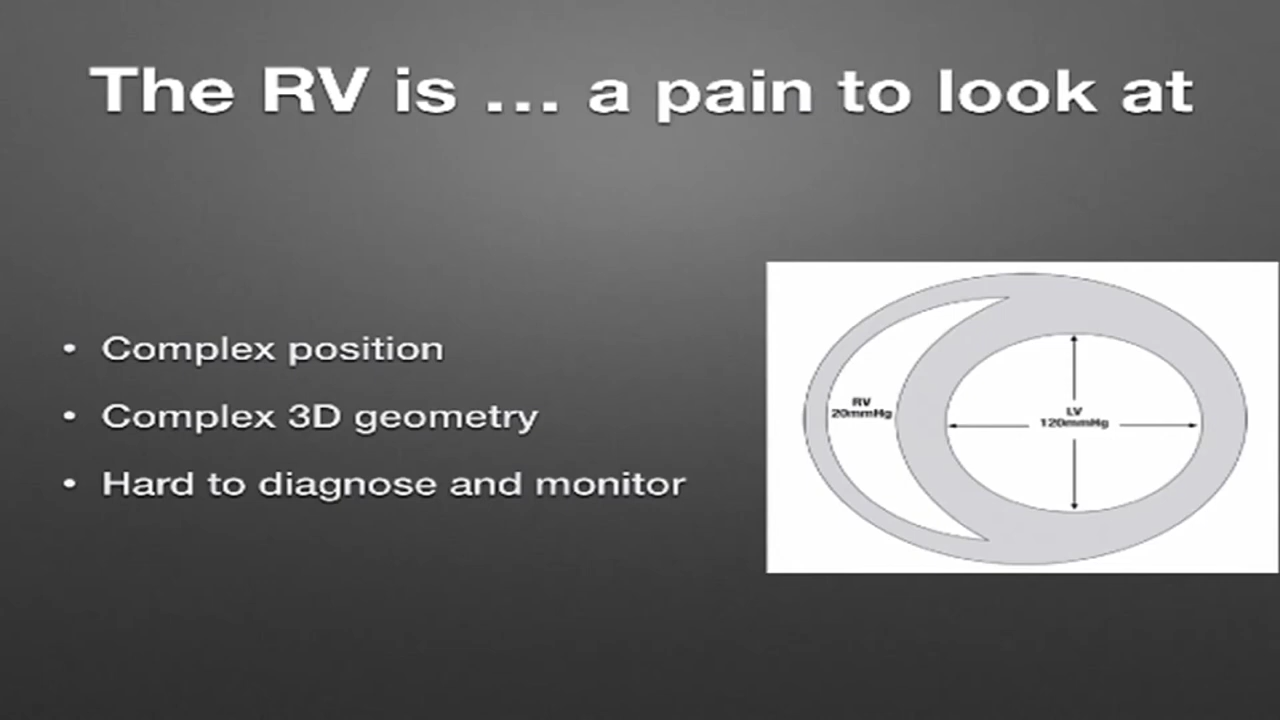 The RV is ... a pain to look at
• Complex position
• Complex 3D geometry
• Hard to diagnose and monitor
RV
20mmHg
LV
120mmHg